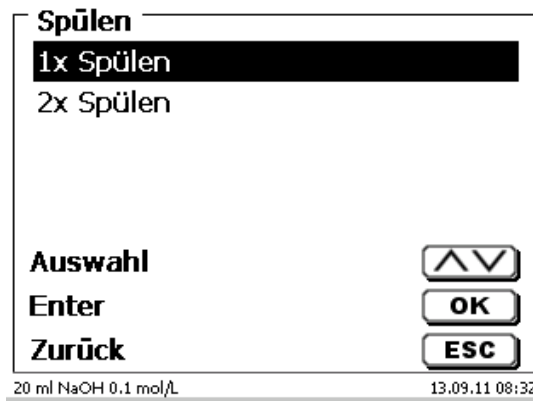 Spülen
1x Spülen
2x Spülen
Auswahl
Enter OK
Zurück ESC
20 ml NaOH 0.1 mol/L 13.09.11 08:32